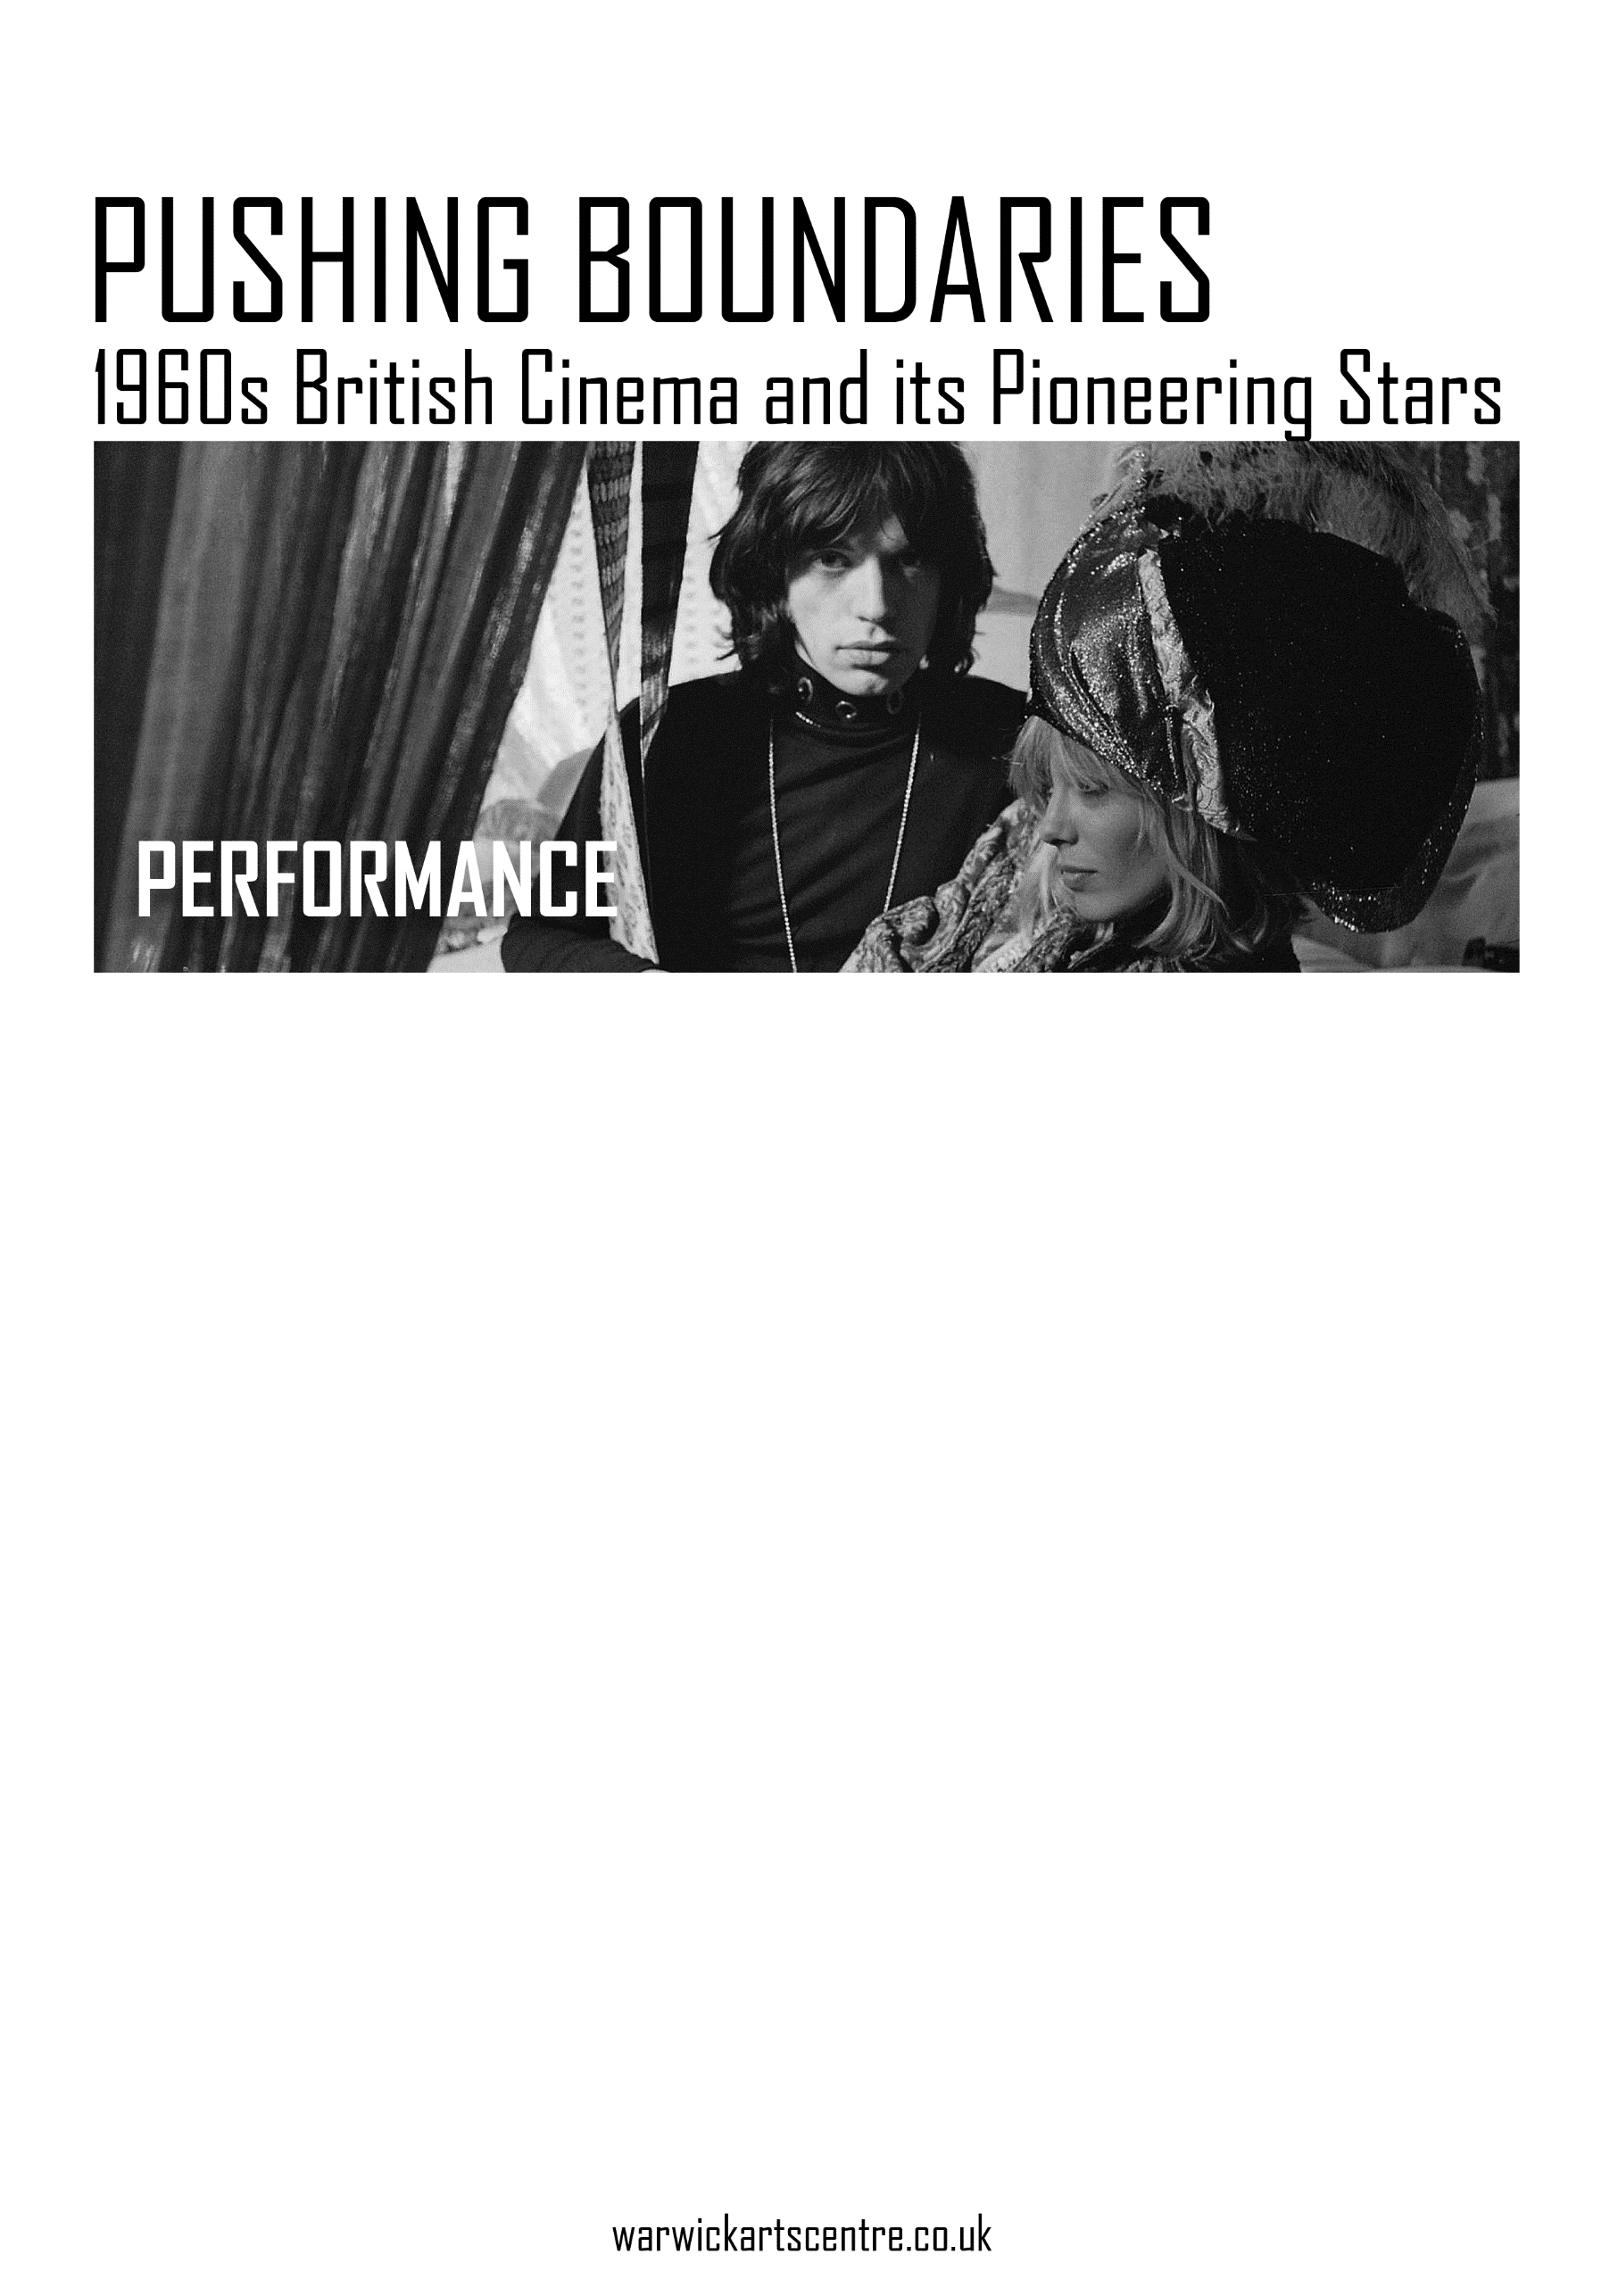 PUSHING BOUNDARIES
1960s British Cinema and its Pioneering Stars
PERFORMANCE
warwickartscentre.co.uk